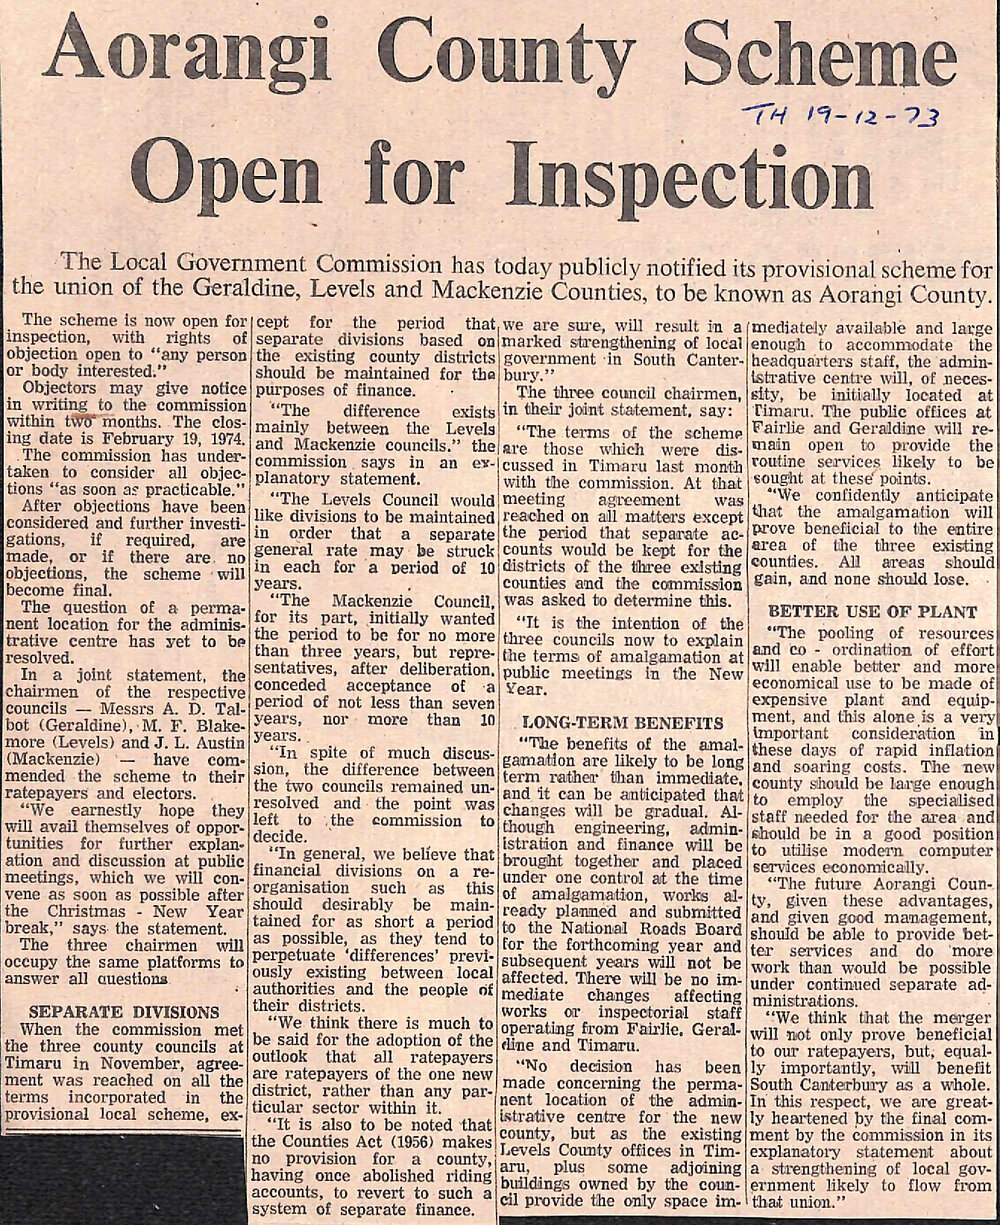 Aorangi County Scheme
TH 19-12-73
Open for Inspection
The Local Government Commission has today publicly notified its provisional scheme for
the union of the Geraldine, Levels and Mackenzie Counties, to be known as Aorangi County.
The scheme is now open for
inspection, with rights of
objection open to "any person
or body interested."
Objectors may give notice
in writing to the commission
within two months. The clos-
ing date is February 19, 1974.
The commission has under-
taken to consider all objec-
tions "as soon as practicable."
After objections have been
considered and further investi-
gations, if required, are
made, or if there are no
objections, the scheme will
become final.
The question of a perma-
nent location for the adminis-
trative centre has yet to be
resolved.
In a joint statement, the
chairmen of the respective
councils — Messrs A. D. Tal-
bot (Geraldine), M. F. Blake-
more (Levels) and J. L. Austin
(Mackenzie) — have com-
mended the scheme to their
ratepayers and electors.
"We earnestly hope they
will avail themselves of oppor-
tunities for further explan-
ation and discussion at public
meetings, which we will con-
vene as soon as possible after
the Christmas - New Year
break," says the statement.
The three chairmen will
occupy the same platforms to
answer all questions
SEPARATE DIVISIONS
When the commission met
the three county councils at
Timaru in November, agree-
ment was reached on all the
terms incorporated in the
provisional local scheme, ex-
cept for the period that
separate divisions based on
the existing county districts
should be maintained for the
purposes of finance.
"The difference exists
mainly between the Levels
and Mackenzie councils." the
commission says in an ex-
planatory statement.
"The Levels Council would
like divisions to be maintained
in order that a separate
general rate may be struck
in each for a period of 10
years.
"The Mackenzie Council,
for its part, initially wanted
the period to be for no more
than three years, but repre-
sentatives, after deliberation,
conceded acceptance of a
period of not less than seven
years, nor more than 10
years.
"In spite of much discus-
sion, the difference between
the two councils remained un-
resolved and the point was
left to the commission to
decide.
"In general, we believe that
financial divisions on a re-
organisation such as this
should desirably be main-
tained for as short a period
as possible, as they tend to
perpetuate 'differences' previ-
ously existing between local
authorities and the people of
their districts.
"We think there is much to
be said for the adoption of the
outlook that all ratepayers
are ratepayers of the one new
district, rather than any par-
ticular sector within it.
"It is also to be noted that
the Counties Act (1956) makes
no provision for a county,
having once abolished riding
accounts, to revert to such a
system of separate finance.
we are sure, will result in a
marked strengthening of local
government in South Canter-
bury."
The three council chairmen,
in their joint statement, say:
"The terms of the scheme
are those which were dis-
cussed in Timaru last month
with the commission. At that
meeting agreement was
reached on all matters except
the period that separate ac-
counts would be kept for the
districts of the three existing
counties and the commission
was asked to determine this.
"It is the intention of the
three councils now to explain
the terms of amalgamation at
public meetings in the New
Year.
LONG-TERM BENEFITS
"The benefits of the amal-
gamation are likely to be long
term rather than immediate,
and it can be anticipated that
changes will be gradual. Al-
though engineering, admin-
istration and finance will be
brought together and placed
under one control at the time
of amalgamation, works al-
ready planned and submitted
to the National Roads Board
for the forthcoming year and
subsequent years will not be
affected. There will be no im-
mediate changes affecting
works or inspectorial staff
operating from Fairlie, Geral-
dine and Timaru.
"No decision has been
made concerning the perma-
nent location of the admin-
istrative centre for the new
county, but as the existing
Levels County offices in Tim-
aru, plus some adjoining
buildings owned by the coun-
cil provide the only space im-
mediately available and large
enough to accommodate the
headquarters staff, the admin-
istrative centre will, of neces-
sity, be initially located at
Timaru. The public offices at
Fairlie and Geraldine will re-
main open to provide the
routine services likely to be
sought at these points.
"We confidently anticipate
that the amalgamation will
prove beneficial to the entire
area of the three existing
counties. All areas should
gain, and none should lose.
BETTER USE OF PLANT
"The pooling of resources
and co - ordination of effort
will enable better and more
economical use to be made of
expensive plant and equip-
ment, and this alone is a very
important consideration in
these days of rapid inflation
and soaring costs. The new
county should be large enough
to employ the specialised
staff needed for the area and
should be in a good position
to utilise modern computer
services economically.
"The future Aorangi Coun-
ty, given these advantages,
and given good management,
should be able to provide bet-
ter services and do more
work than would be possible
under continued separate ad-
ministrations.
"We think that the merger
will not only prove beneficial
to our ratepayers, but, equal-
ly importantly, will benefit
South Canterbury as a whole.
In this respect, we are great-
ly heartened by the final com-
ment by the commission in its
explanatory statement about
a strengthening of local gov-
ernment likely to flow from
that union."